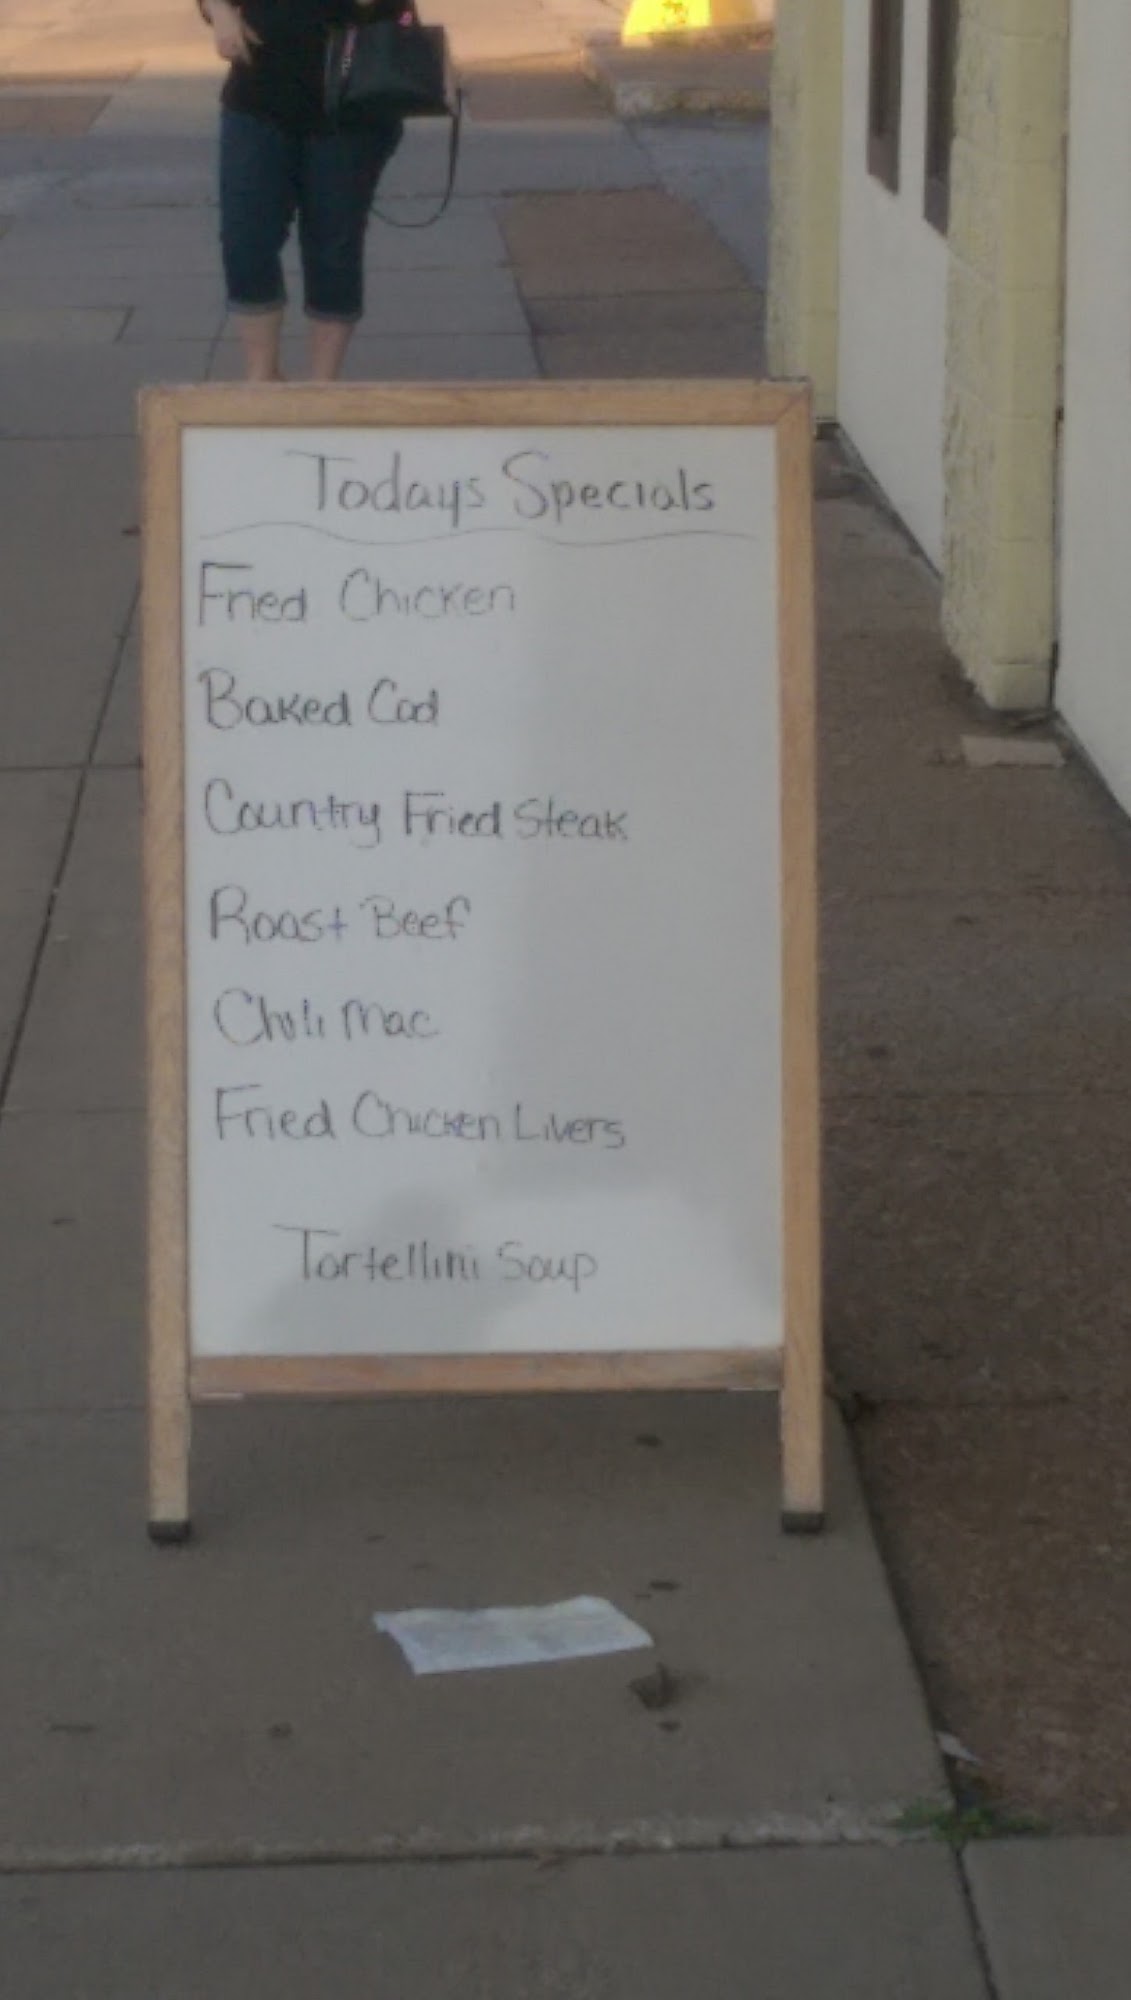 Todays Specials
Fried Chicken
Baked Cod
Country Fried Steak
Roast Beef
Chili Mac
Fried Chicken Livers
Tortellini Soup